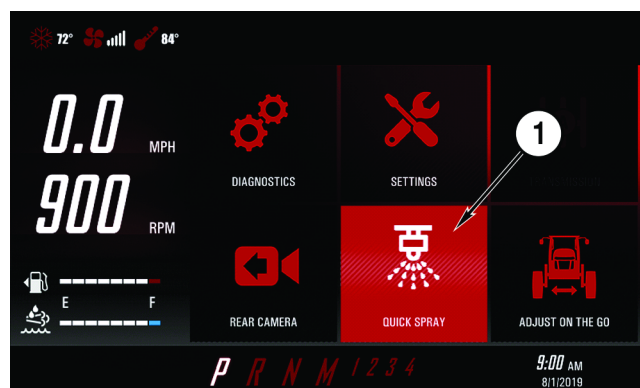 72° 84°
0.0 MPH
900 RPM
E F
DIAGNOSTICS
SETTINGS
1
REAR CAMERA
QUICK SPRAY
ADJUST ON THE GO
P R N M 1 2 3 4
9:00 AM
8/1/2019